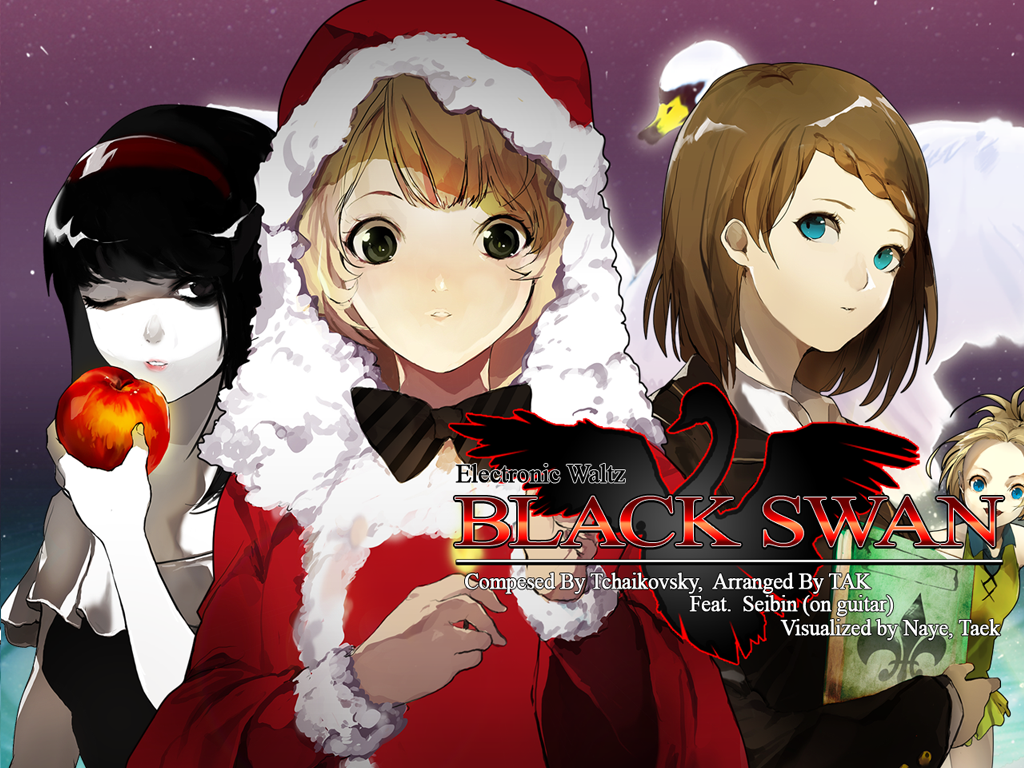 Electronic Waltz
BLACK SWAN
Compesed By Tchaikovsky, Arranged By TAK
Feat. Seibin (on guitar)
Visualized by Naye, Taek